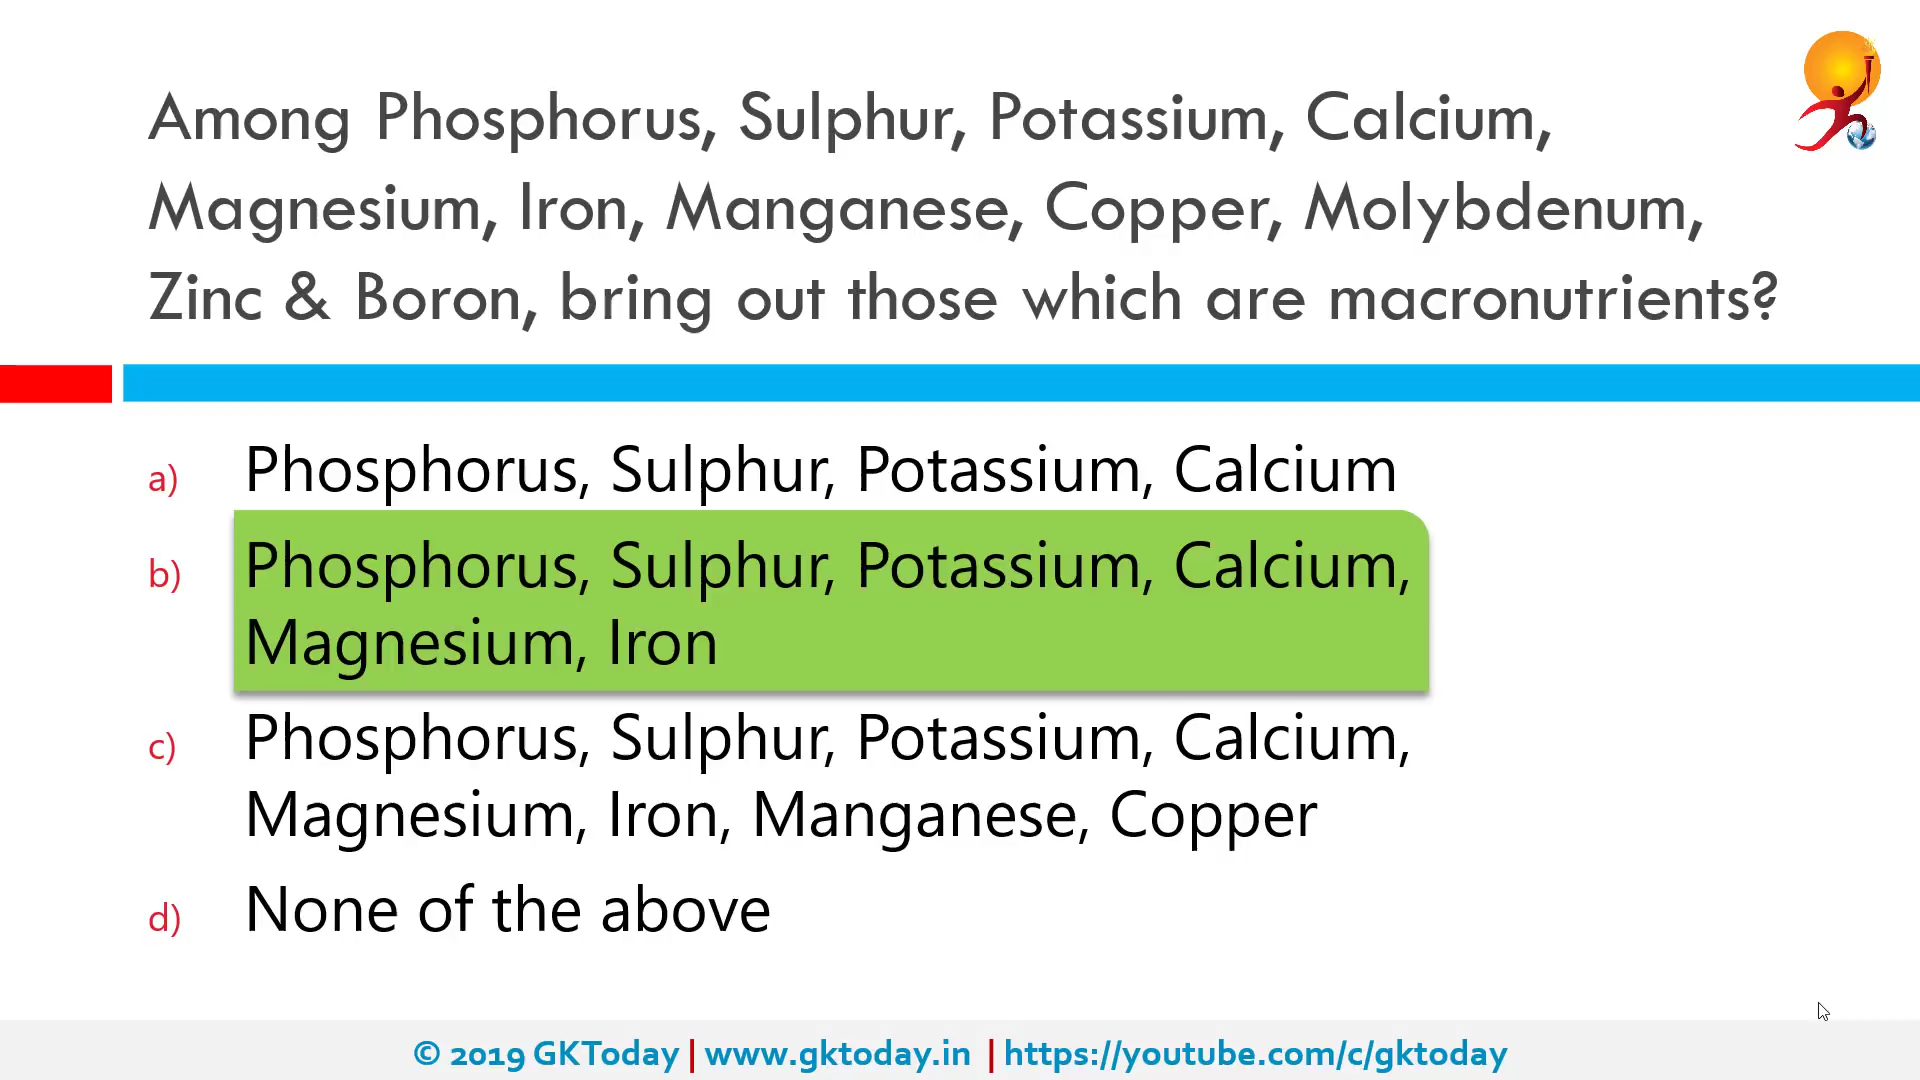 Among Phosphorus, Sulphur, Potassium, Calcium,
Magnesium, Iron, Manganese, Copper, Molybdenum,
Zinc & Boron, bring out those which are macronutrients?
a) Phosphorus, Sulphur, Potassium, Calcium
b) Phosphorus, Sulphur, Potassium, Calcium,
Magnesium, Iron
c) Phosphorus, Sulphur, Potassium, Calcium,
Magnesium, Iron, Manganese, Copper
d) None of the above
© 2019 GKToday | www.gktoday.in | https://youtube.com/c/gktoday